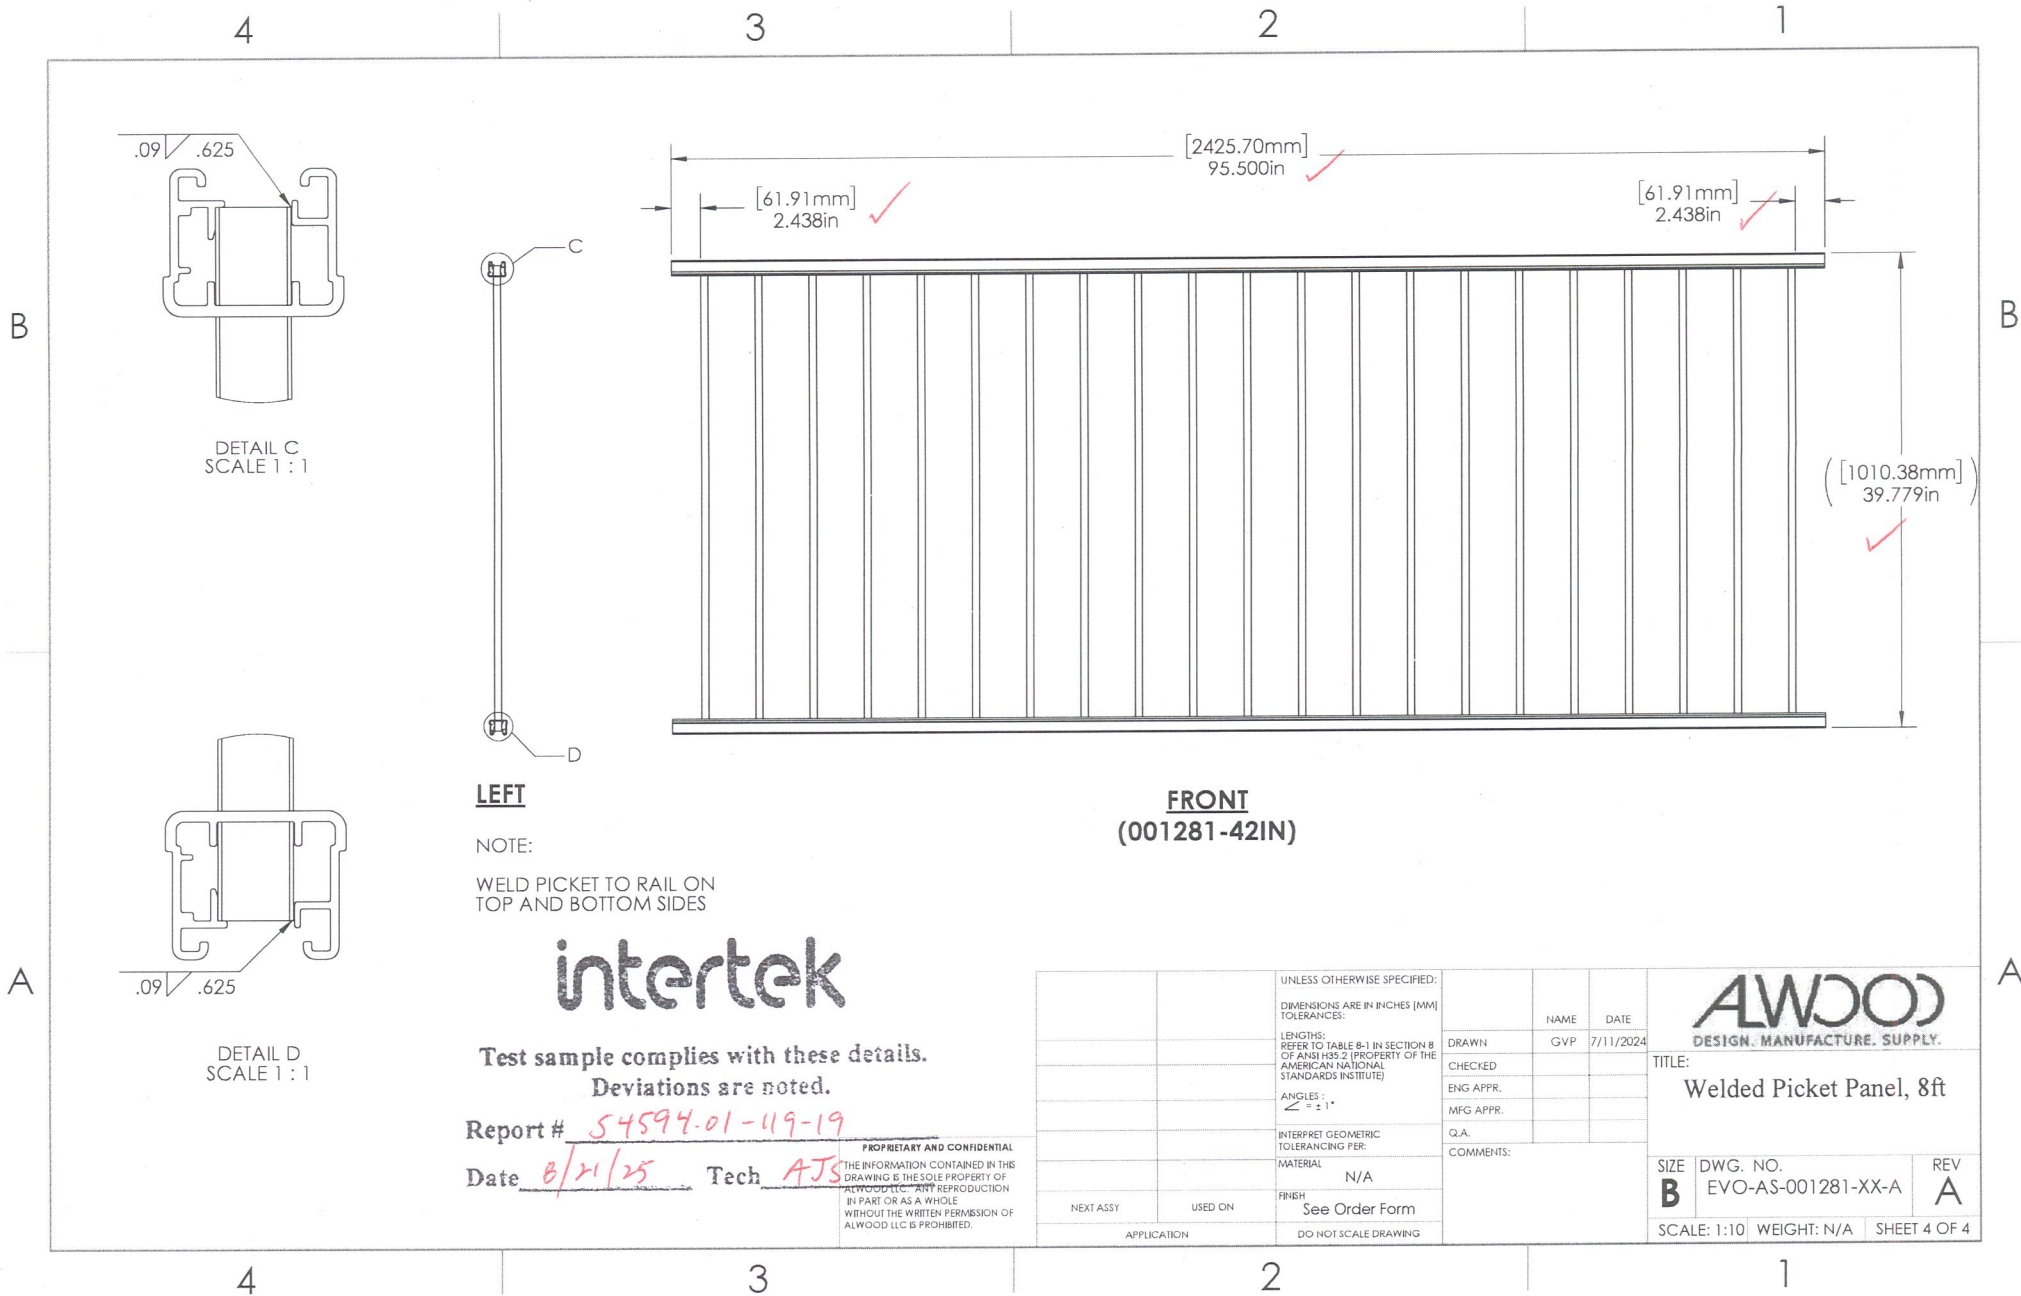 4
3
2
1
B
B
A
A
.09 .625
DETAIL C
SCALE 1 : 1
C
D
[2425.70mm]
95.500in
[61.91mm]
2.438in
[61.91mm]
2.438in
([1010.38mm]
39.779in)
.09 .625
DETAIL D
SCALE 1 : 1
LEFT
NOTE:
WELD PICKET TO RAIL ON
TOP AND BOTTOM SIDES
FRONT
(001281-42IN)
intertek
Test sample complies with these details.
Deviations are noted.
Report # S4594.01-119-19
Date 8/21/25 Tech AJS
PROPRIETARY AND CONFIDENTIAL
THE INFORMATION CONTAINED IN THIS
DRAWING IS THE SOLE PROPERTY OF
ALWOOD LLC. ANY REPRODUCTION
IN PART OR AS A WHOLE
WITHOUT THE WRITTEN PERMISSION OF
ALWOOD LLC IS PROHIBITED.
NEXT ASSY
USED ON
APPLICATION
UNLESS OTHERWISE SPECIFIED:
DIMENSIONS ARE IN INCHES [MM]
TOLERANCES:
LENGTHS:
REFER TO TABLE 8-1 IN SECTION 8
OF ANSI H35.2 (PROPERTY OF THE
AMERICAN NATIONAL
STANDARDS INSTITUTE)
ANGLES :
∠ = ± 1°
INTERPRET GEOMETRIC
TOLERANCING PER:
MATERIAL
N/A
FINISH
See Order Form
DO NOT SCALE DRAWING
NAME DATE
DRAWN GVP 7/11/2024
CHECKED
ENG APPR.
MFG APPR.
Q.A.
COMMENTS:
ALWOOD
DESIGN. MANUFACTURE. SUPPLY.
TITLE:
Welded Picket Panel, 8ft
SIZE DWG. NO. REV
B EVO-AS-001281-XX-A A
SCALE: 1:10 WEIGHT: N/A SHEET 4 OF 4
4
3
2
1